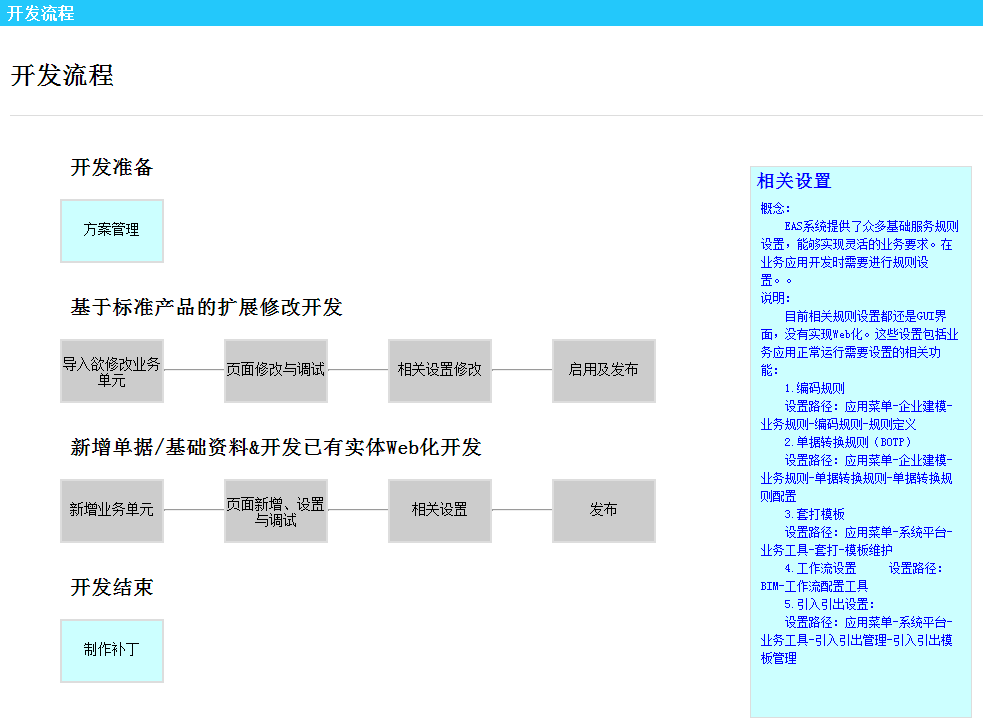 开发流程
开发流程
开发准备
方案管理
基于标准产品的扩展修改开发
导入欲修改业务
单元
页面修改与调试
相关设置修改
启用及发布
新增单据/基础资料&开发已有实体Web化开发
新增业务单元
页面新增、设置
与调试
相关设置
发布
开发结束
制作补丁
相关设置
概念：
EAS系统提供了众多基础服务规则
设置，能够实现灵活的业务要求。在
业务应用开发时需要进行规则设
置。。
说明：
目前相关规则设置都还是GUI界
面，没有实现Web化。这些设置包括业
务应用正常运行需要设置的相关功
能：
1.编码规则
设置路径：应用菜单-企业建模-
业务规则-编码规则-规则定义
2.单据转换规则（BOTP）
设置路径：应用菜单-企业建模-
业务规则-单据转换规则-单据转换规
则配置
3.套打模板
设置路径：应用菜单-系统平台-
业务工具-套打-模板维护
4.工作流设置 设置路径：
BIM-工作流配置工具
5.引入引出设置：
设置路径：应用菜单-系统平台-
业务工具-引入引出管理-引入引出模
板管理